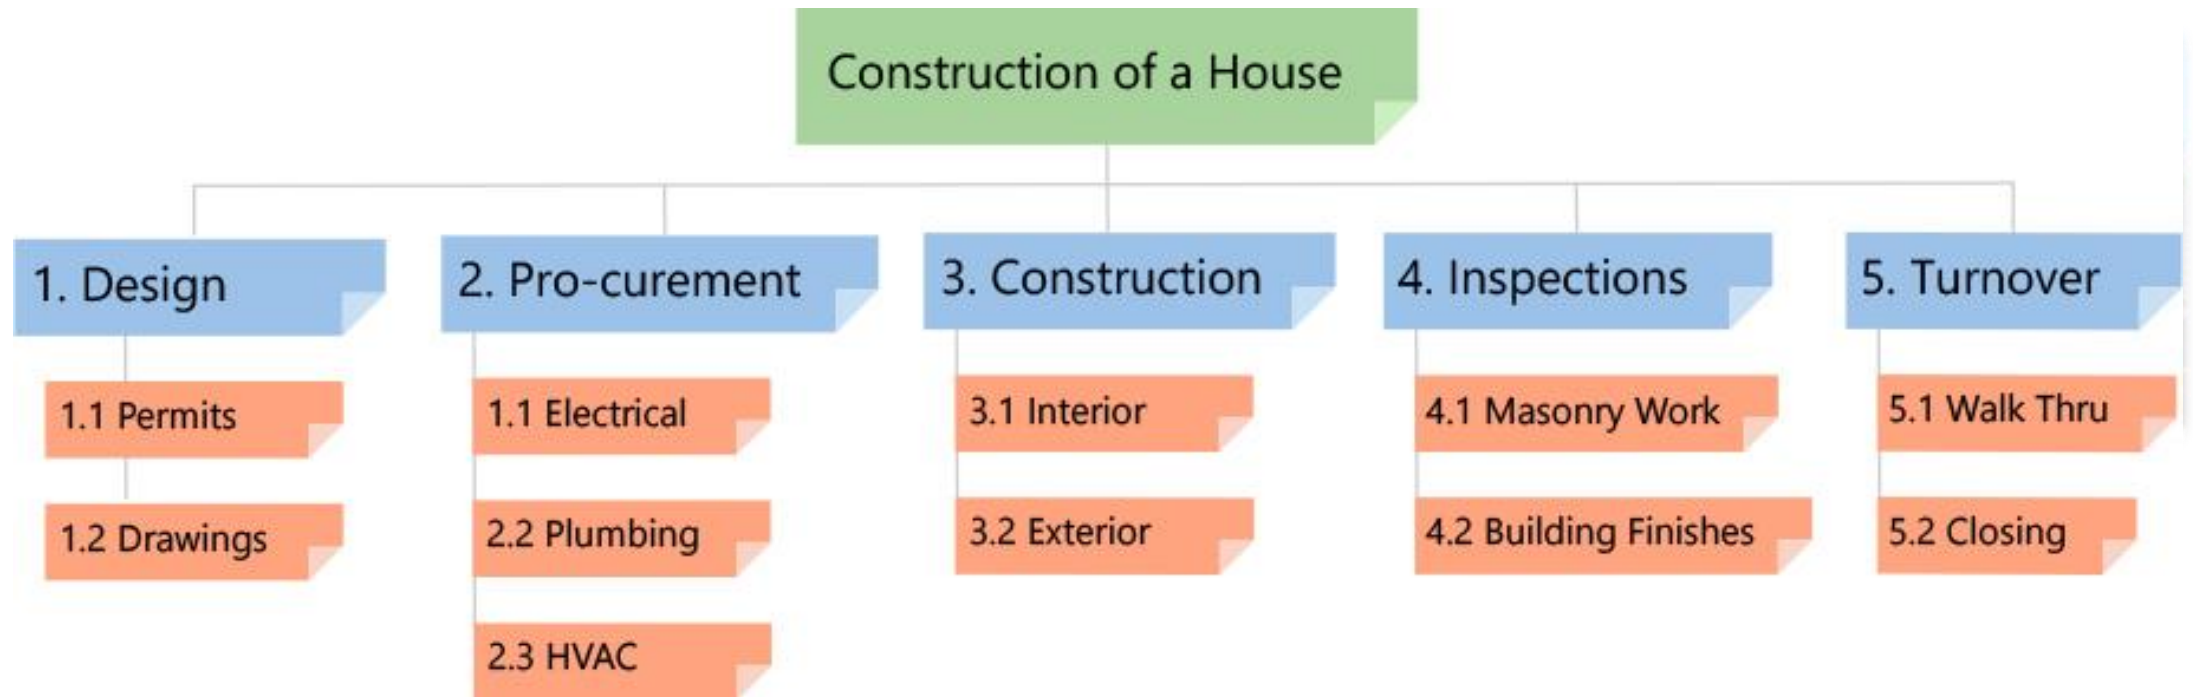 Construction of a House
1. Design
1.1 Permits
1.2 Drawings
2. Pro-curement
1.1 Electrical
2.2 Plumbing
2.3 HVAC
3. Construction
3.1 Interior
3.2 Exterior
4. Inspections
4.1 Masonry Work
4.2 Building Finishes
5. Turnover
5.1 Walk Thru
5.2 Closing